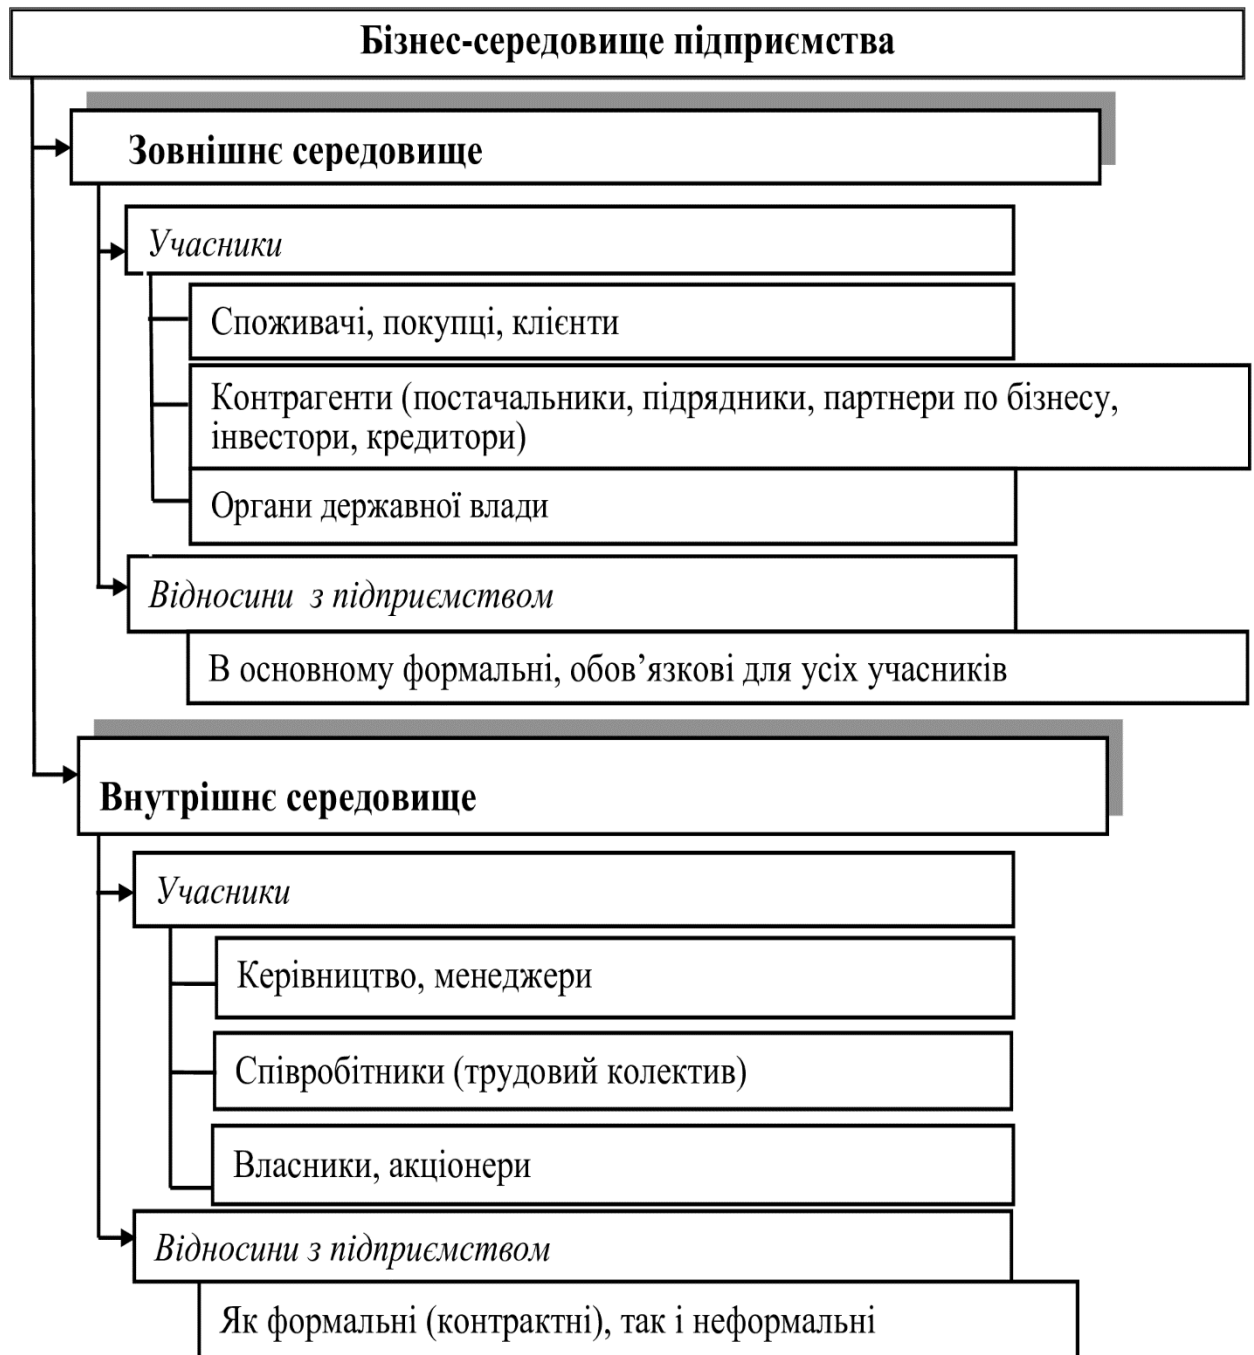 Бізнес-середовище підприємства
Зовнішнє середовище
Учасники
Споживачі, покупці, клієнти
Контрагенти (постачальники, підрядники, партнери по бізнесу,
інвестори, кредитори)
Органи державної влади
Відносини з підприємством
В основному формальні, обов’язкові для усіх учасників
Внутрішнє середовище
Учасники
Керівництво, менеджери
Співробітники (трудовий колектив)
Власники, акціонери
Відносини з підприємством
Як формальні (контрактні), так і неформальні